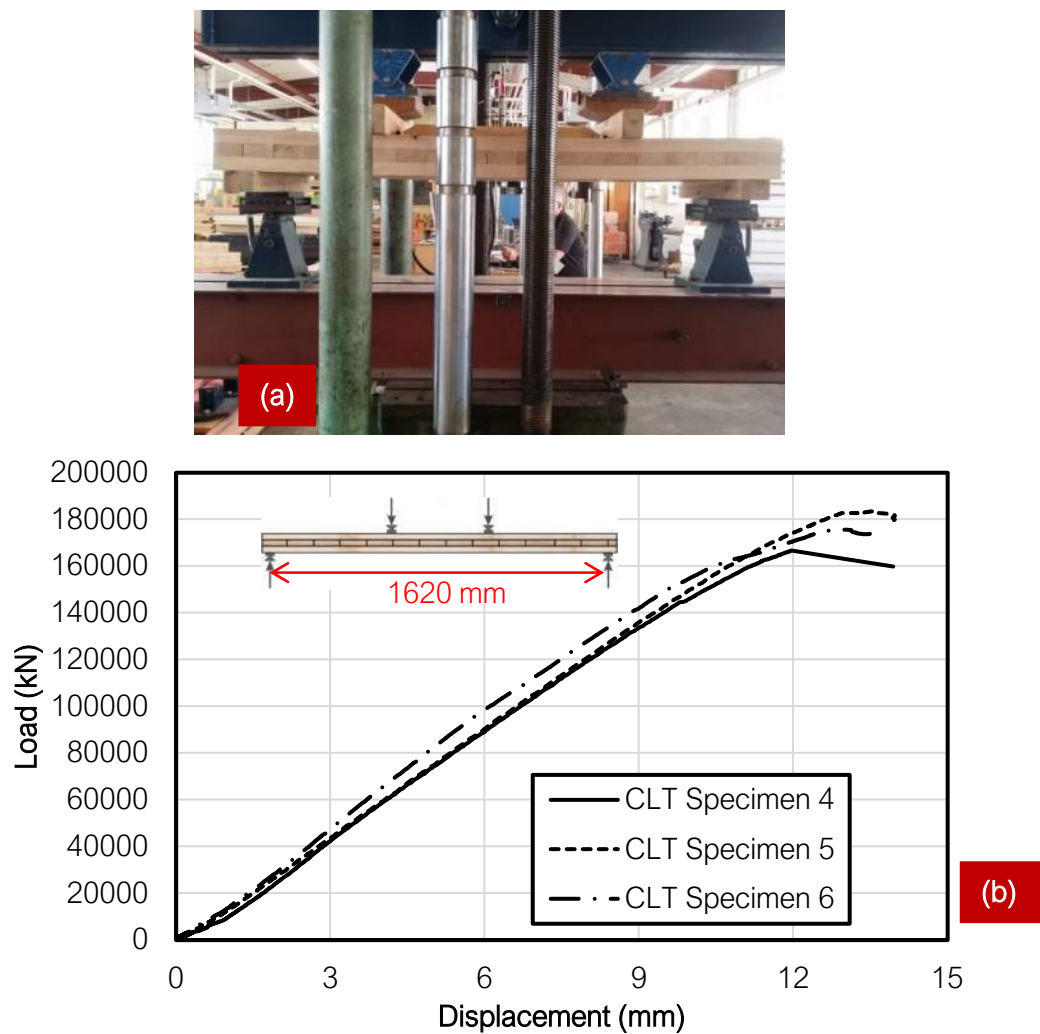 (a)
200000
180000
160000
140000
120000
100000
80000
60000
40000
20000
0
Load (kN)
1620 mm
CLT Specimen 4
CLT Specimen 5
CLT Specimen 6
(b)
0 3 6 9 12 15
Displacement (mm)